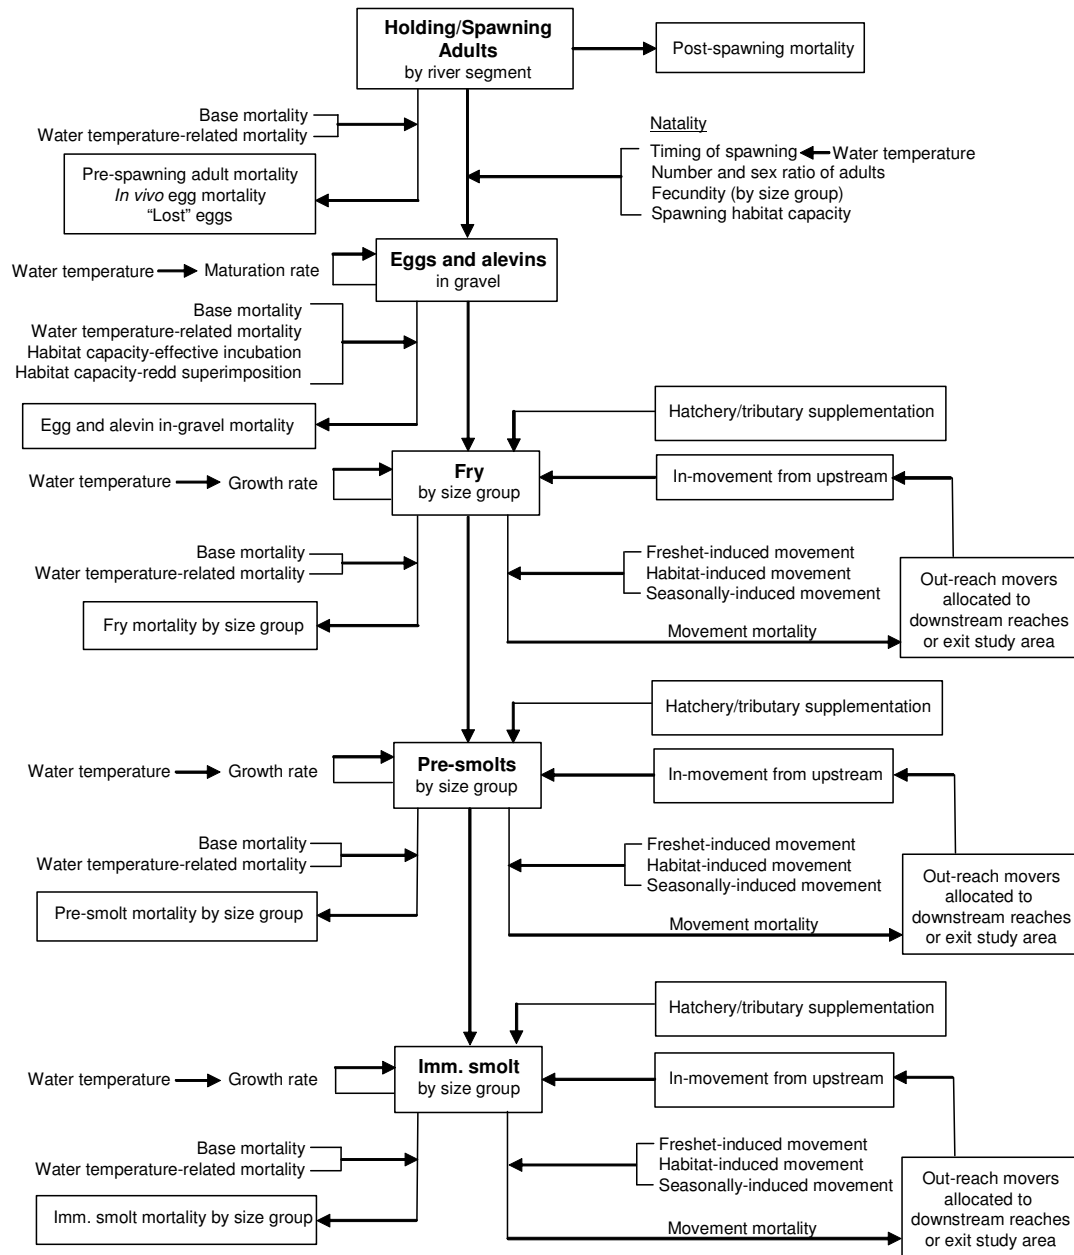 Holding/Spawning
Adults
by river segment
Post-spawning mortality
Base mortality
Water temperature-related mortality
Natality
Timing of spawning
Water temperature
Number and sex ratio of adults
Fecundity (by size group)
Spawning habitat capacity
Pre-spawning adult mortality
In vivo egg mortality
“Lost” eggs
Eggs and alevins
in gravel
Water temperature
Maturation rate
Base mortality
Water temperature-related mortality
Habitat capacity-effective incubation
Habitat capacity-redd superimposition
Egg and alevin in-gravel mortality
Hatchery/tributary supplementation
Fry
by size group
In-movement from upstream
Water temperature
Growth rate
Base mortality
Water temperature-related mortality
Freshet-induced movement
Habitat-induced movement
Seasonally-induced movement
Out-reach movers
allocated to
downstream reaches
or exit study area
Fry mortality by size group
Movement mortality
Hatchery/tributary supplementation
Pre-smolts
by size group
In-movement from upstream
Water temperature
Growth rate
Base mortality
Water temperature-related mortality
Freshet-induced movement
Habitat-induced movement
Seasonally-induced movement
Out-reach movers
allocated to
downstream reaches
or exit study area
Pre-smolt mortality by size group
Movement mortality
Hatchery/tributary supplementation
Imm. smolt
by size group
In-movement from upstream
Water temperature
Growth rate
Base mortality
Water temperature-related mortality
Freshet-induced movement
Habitat-induced movement
Seasonally-induced movement
Out-reach movers
allocated to
downstream reaches
or exit study area
Imm. smolt mortality by size group
Movement mortality